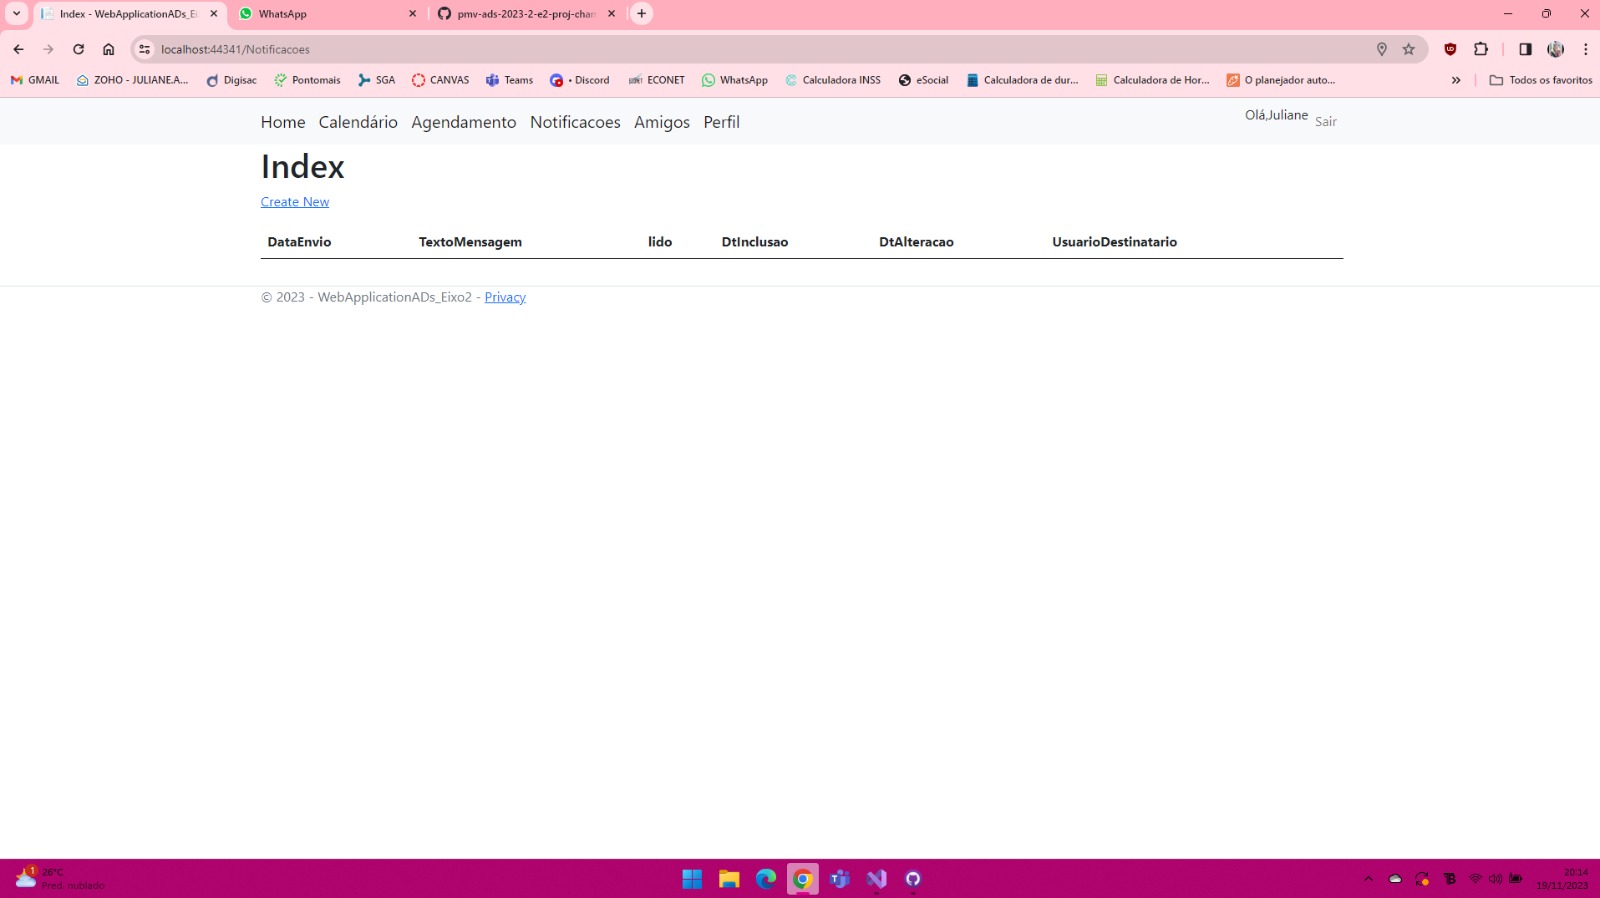 Index - WebApplicationADs_Ei
WhatsApp
pmv-ads-2023-2-e2-proj-cham
localhost:44341/Notificacoes
GMAIL
ZOHO - JULIANE.A...
Digisac
Pontomais
SGA
CANVAS
Teams
• Discord
ECONET
WhatsApp
Calculadora INSS
eSocial
Calculadora de dur...
Calculadora de Hor...
O planejador auto...
Todos os favoritos
Home Calendário Agendamento Notificacoes Amigos Perfil
Olá,Juliane Sair
Index
Create New
DataEnvio TextoMensagem lido DtInclusao DtAlteracao UsuarioDestinatario
© 2023 - WebApplicationADs_Eixo2 - Privacy
1
26°C
Pred. nublado
20:14
19/11/2023